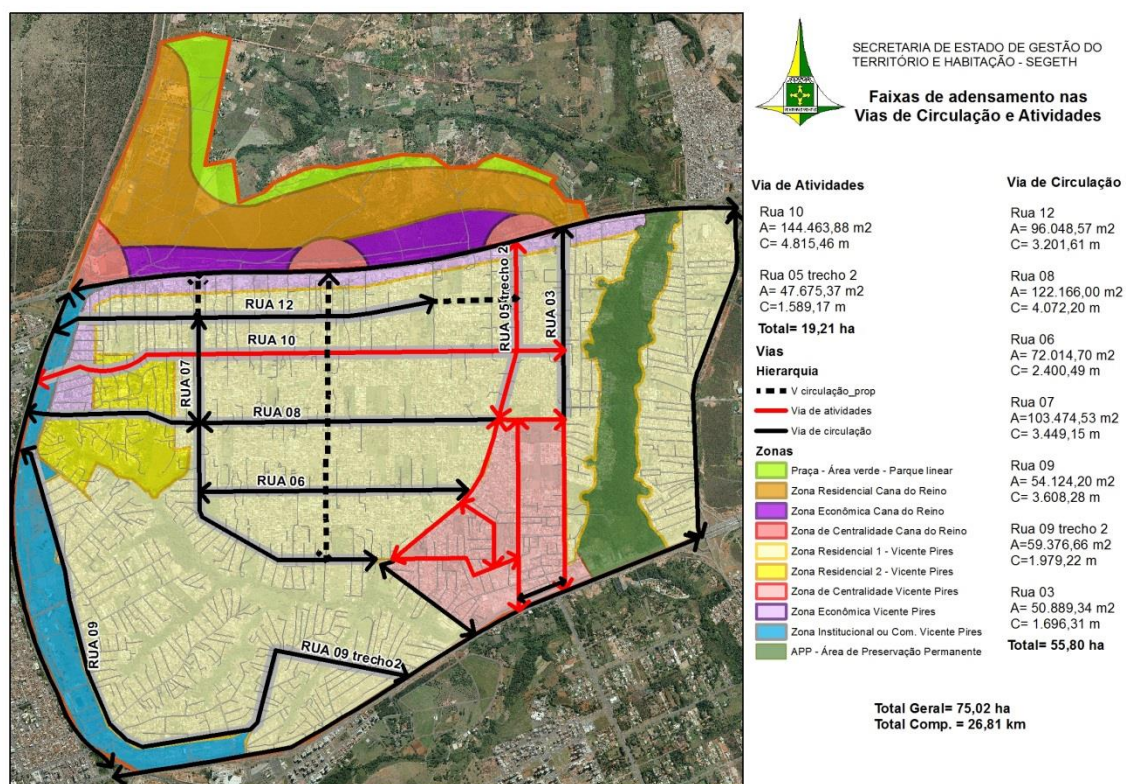 SECRETARIA DE ESTADO DE GESTÃO DO
TERRITÓRIO E HABITAÇÃO - SEGETH
Faixas de adensamento nas
Vias de Circulação e Atividades
Via de Atividades
Rua 10
A= 144.463,88 m2
C= 4.815,46 m
Rua 05 trecho 2
A= 47.675,37 m2
C=1.589,17 m
Total= 19,21 ha
Vias
Hierarquia
V circulação_prop
Via de atividades
Via de circulação
Zonas
Praça - Área verde - Parque linear
Zona Residencial Cana do Reino
Zona Econômica Cana do Reino
Zona de Centralidade Cana do Reino
Zona Residencial 1 - Vicente Pires
Zona Residencial 2 - Vicente Pires
Zona de Centralidade Vicente Pires
Zona Econômica Vicente Pires
Zona Institucional ou Com. Vicente Pires
APP - Área de Preservação Permanente
Via de Circulação
Rua 12
A= 96.048,57 m2
C= 3.201,61 m
Rua 08
A= 122.166,00 m2
C= 4.072,20 m
Rua 06
A= 72.014,70 m2
C= 2.400,49 m
Rua 07
A=103.474,53 m2
C= 3.449,15 m
Rua 09
A= 54.124,20 m2
C= 3.608,28 m
Rua 09 trecho 2
A=59.376,66 m2
C=1.979,22 m
Rua 03
A= 50.889,34 m2
C= 1.696,31 m
Total= 55,80 ha
Total Geral= 75,02 ha
Total Comp. = 26,81 km
RUA 12
RUA 10
RUA 07
RUA 05 trecho 2
RUA 03
RUA 08
RUA 06
RUA 09
RUA 09 trecho2